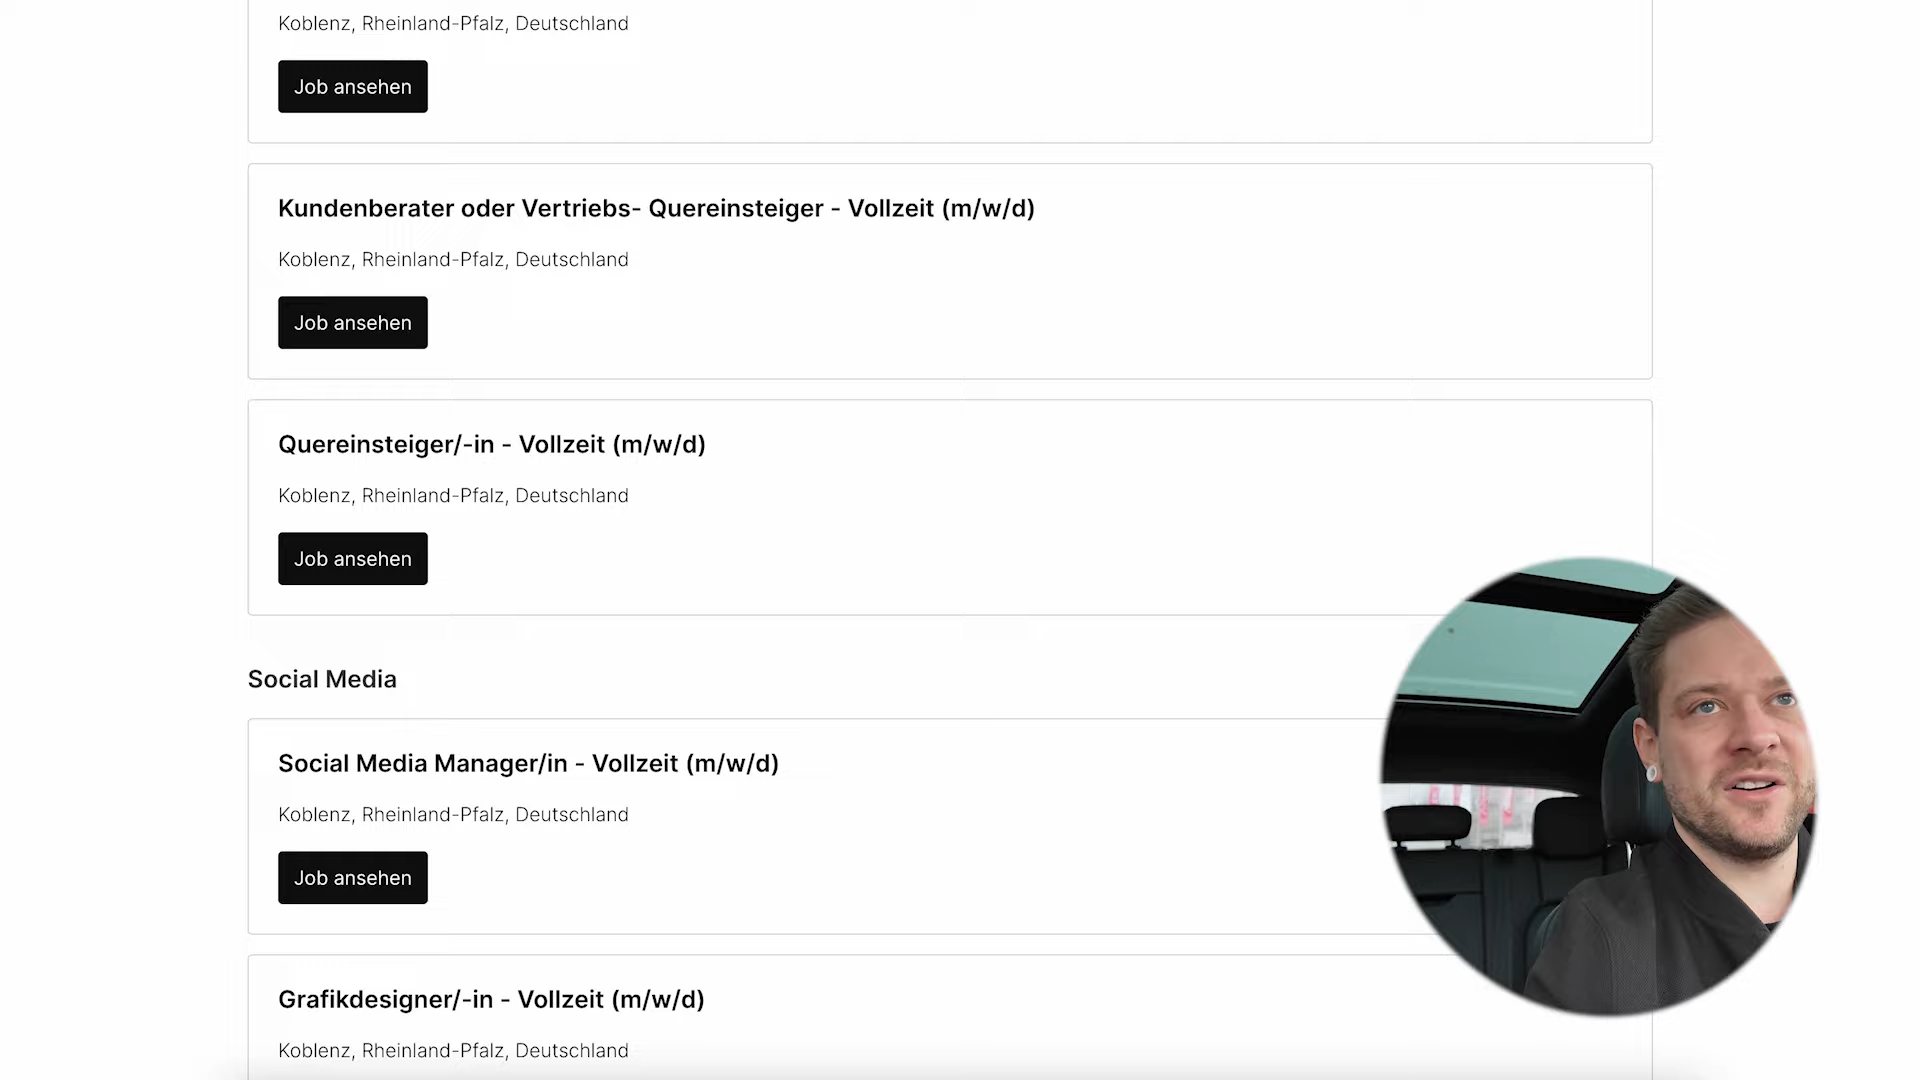 Koblenz, Rheinland-Pfalz, Deutschland
Job ansehen
Kundenberater oder Vertriebs- Quereinsteiger - Vollzeit (m/w/d)
Koblenz, Rheinland-Pfalz, Deutschland
Job ansehen
Quereinsteiger/-in - Vollzeit (m/w/d)
Koblenz, Rheinland-Pfalz, Deutschland
Job ansehen
Social Media
Social Media Manager/in - Vollzeit (m/w/d)
Koblenz, Rheinland-Pfalz, Deutschland
Job ansehen
Grafikdesigner/-in - Vollzeit (m/w/d)
Koblenz, Rheinland-Pfalz, Deutschland